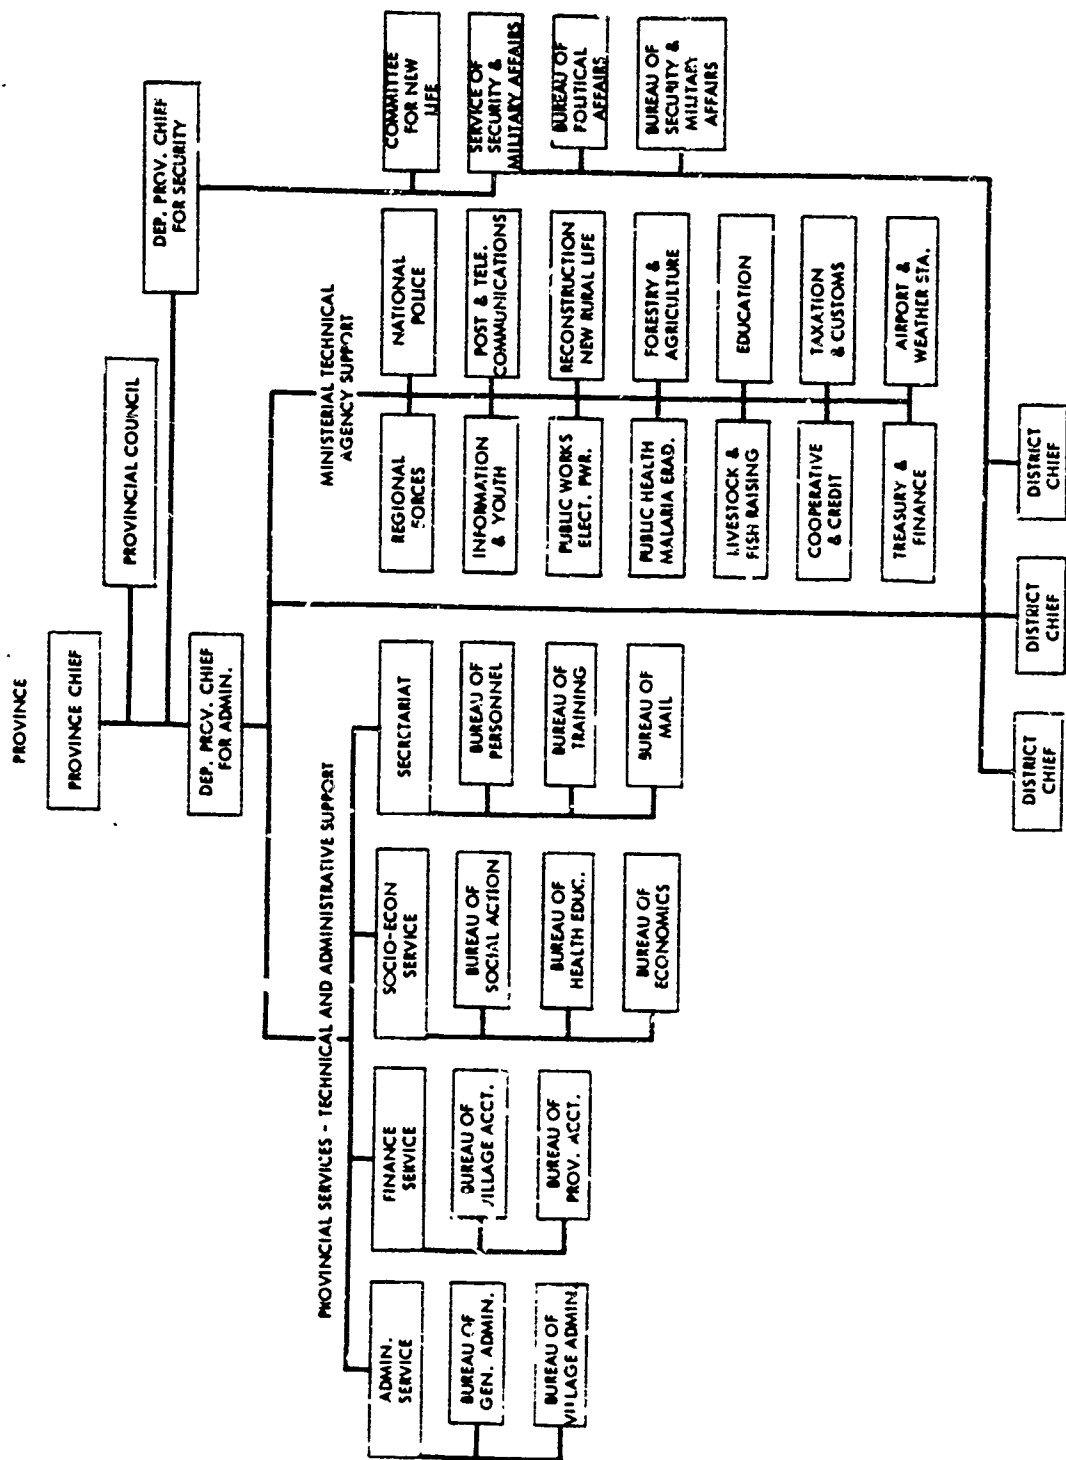 PROVINCE
PROVINCE CHIEF
PROVINCIAL COUNCIL
DEP. PROV. CHIEF
FOR ADMIN.
DEP. PROV. CHIEF
FOR SECURITY
PROVINCIAL SERVICES - TECHNICAL AND ADMINISTRATIVE SUPPORT
MINISTERIAL TECHNICAL
AGENCY SUPPORT
ADMIN.
SERVICE
BUREAU OF
GEN. ADMIN.
BUREAU OF
VILLAGE ADMIN.
FINANCE
SERVICE
BUREAU OF
VILLAGE ACCT.
BUREAU OF
PROV. ACCT.
SOCIO-ECON
SERVICE
BUREAU OF
SOCIAL ACTION
BUREAU OF
HEALTH EDUC.
BUREAU OF
ECONOMICS
SECRETARIAT
BUREAU OF
PERSONNEL
BUREAU OF
TRAINING
BUREAU OF
MAIL
REGIONAL
FORCES
NATIONAL
POLICE
INFORMATION
& YOUTH
POST & TELE.
COMMUNICATIONS
PUBLIC WORKS
ELECT. PWR.
RECONSTRUCTION
NEW RURAL LIFE
PUBLIC HEALTH
MALARIA ERAD.
FORESTRY &
AGRICULTURE
LIVESTOCK &
FISH RAISING
EDUCATION
COOPERATIVE
& CREDIT
TAXATION
& CUSTOMS
TREASURY &
FINANCE
AIRPORT &
WEATHER STA.
COMMITTEE
FOR NEW
LIFE
SERVICE OF
SECURITY &
MILITARY AFFAIRS
BUREAU OF
POLITICAL
AFFAIRS
BUREAU OF
SECURITY &
MILITARY
AFFAIRS
DISTRICT
CHIEF
DISTRICT
CHIEF
DISTRICT
CHIEF